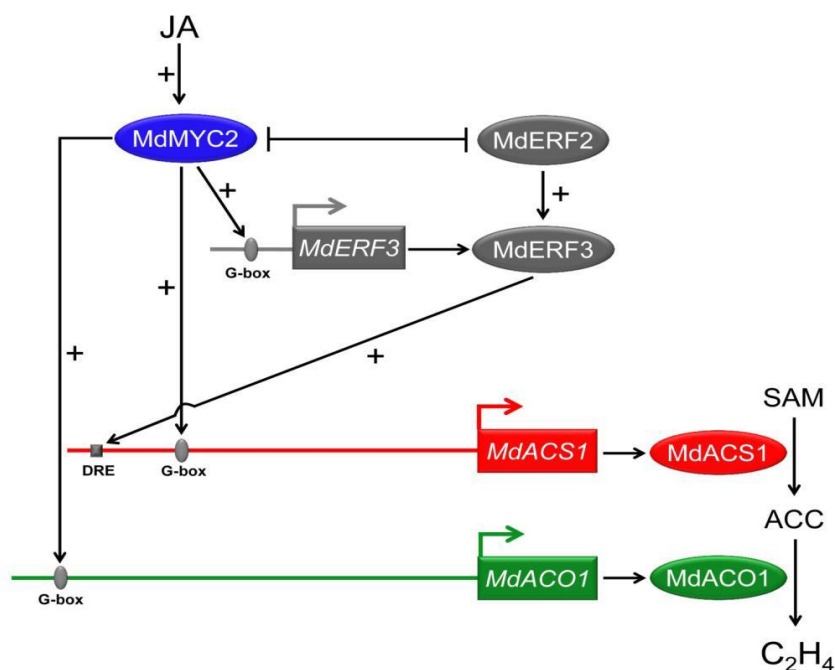 JA
+
MdMYC2
MdERF2
+
+
MdERF3
MdERF3
G-box
+
+
+
SAM
MdACS1
MdACS1
DRE
G-box
ACC
MdACO1
MdACO1
G-box
C₂H₄